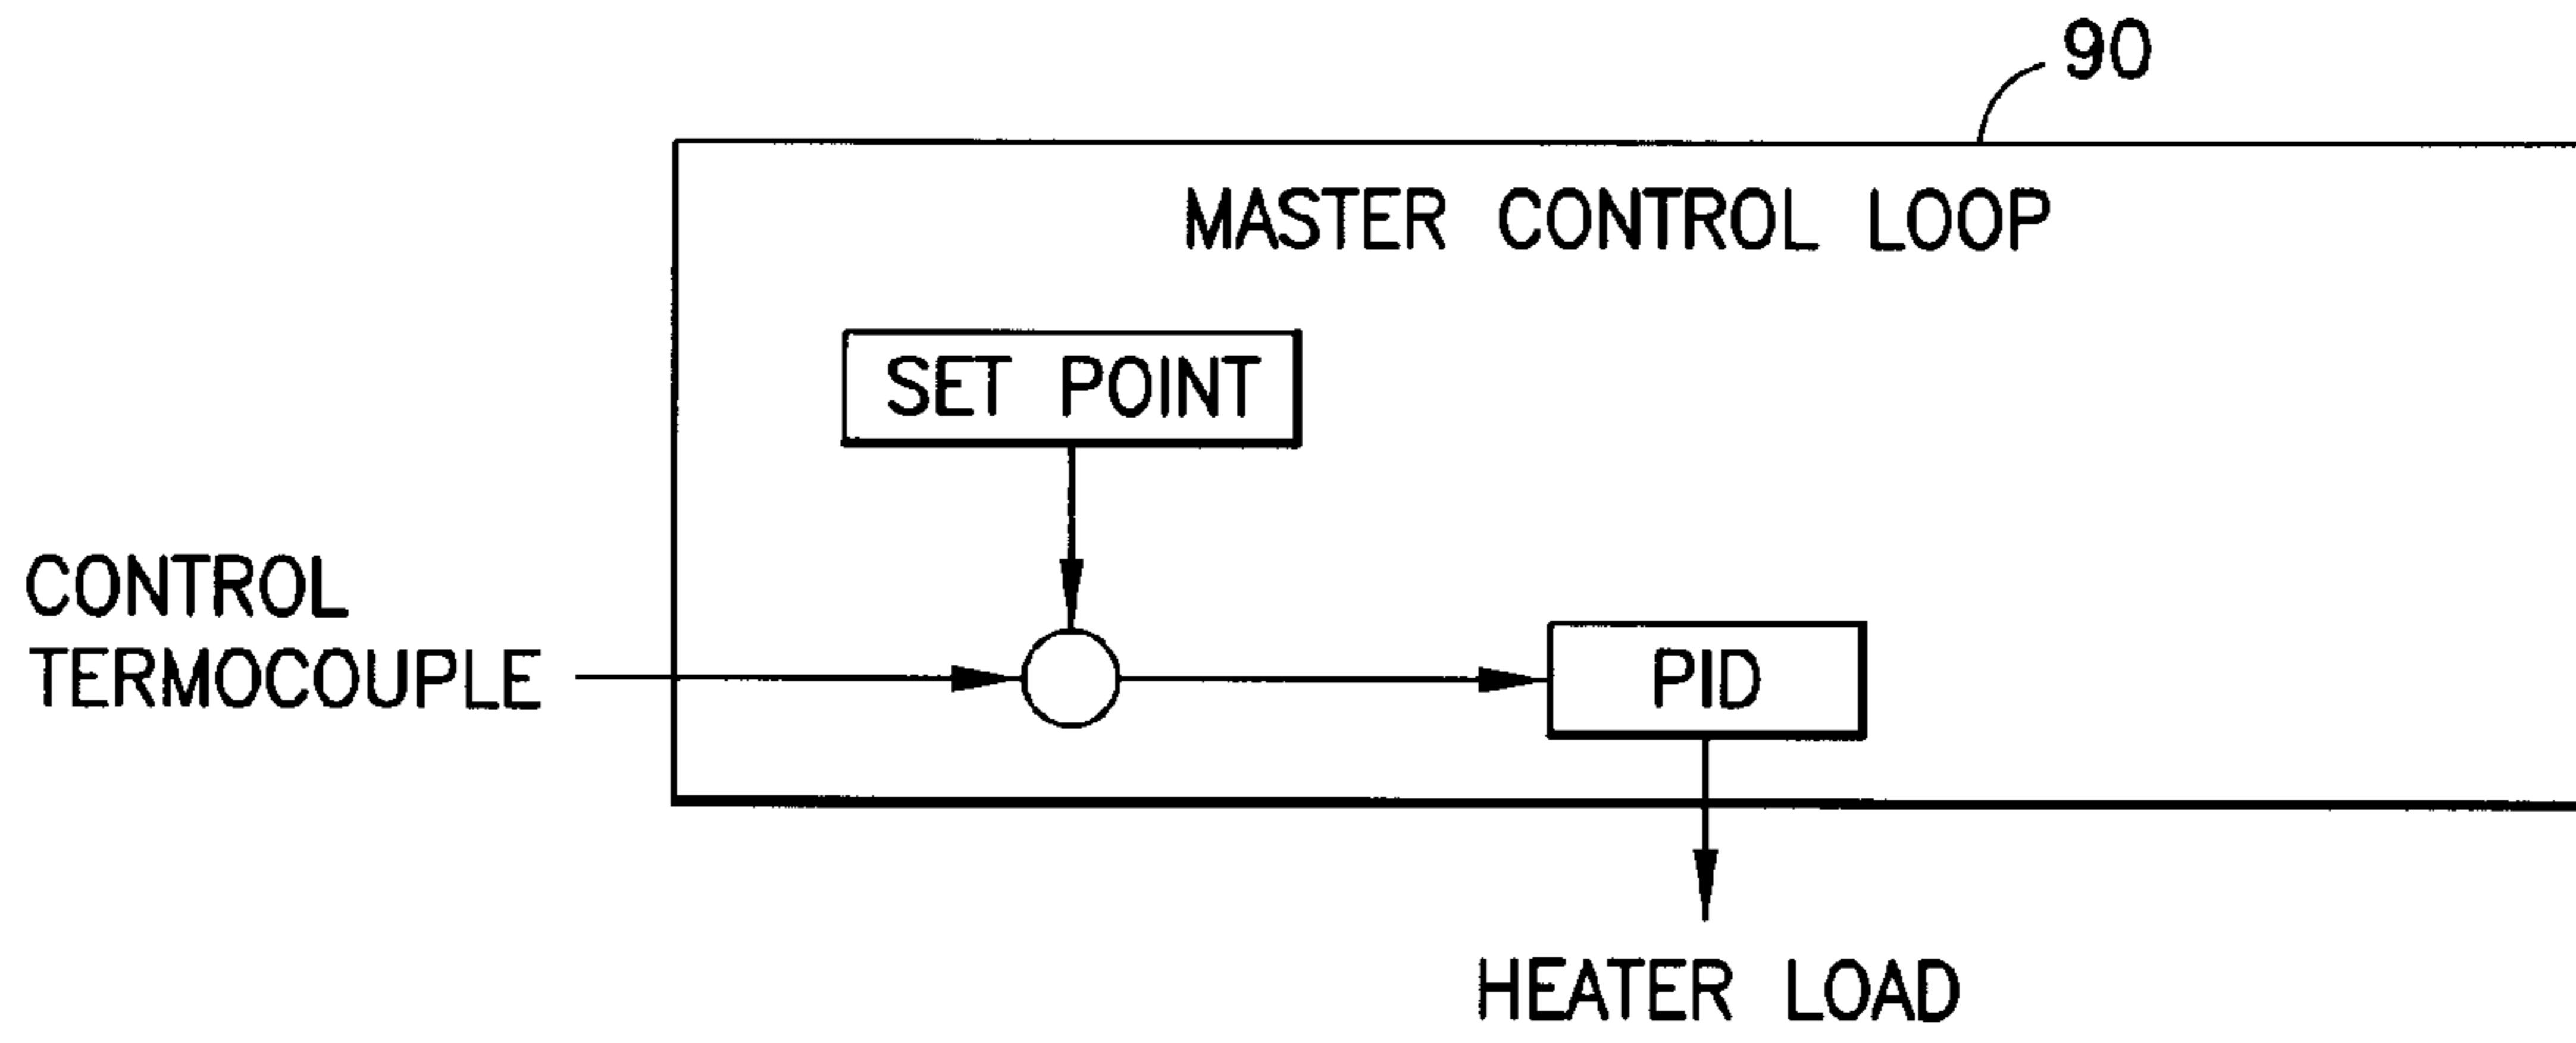 90
MASTER CONTROL LOOP
SET POINT
CONTROL
TERMOCOUPLE
PID
HEATER LOAD